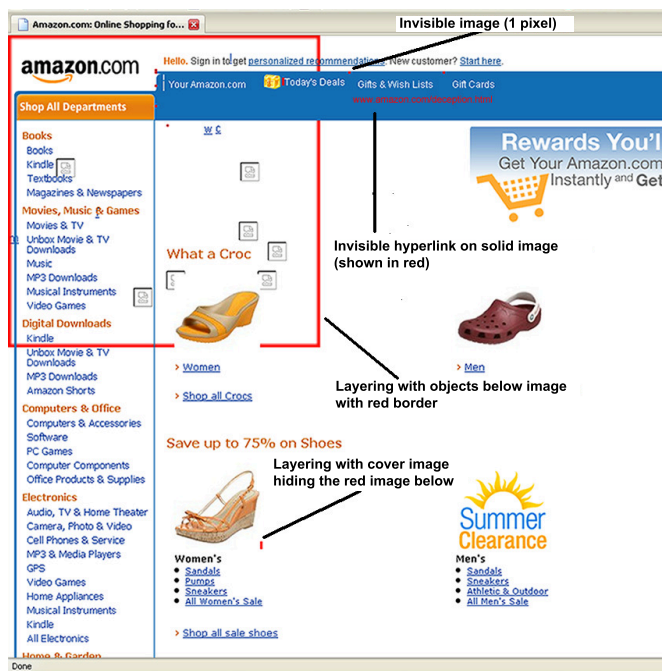 Amazon.com: Online Shopping fo...
Invisible image (1 pixel)
amazon.com
Hello. Sign in to get personalized recommendations. New customer? Start here.
Your Amazon.com
Today's Deals
Gifts & Wish Lists
Gift Cards
Shop All Departments
Books
Books
Kindle
Textbooks
Magazines & Newspapers
Movies, Music & Games
Movies & TV
Unbox Movie & TV
Downloads
Music
MP3 Downloads
Musical Instruments
Video Games
Digital Downloads
Kindle
Unbox Movie & TV
Downloads
MP3 Downloads
Amazon Shorts
Computers & Office
Computers & Accessories
Software
PC Games
Computer Components
Office Products & Supplies
Electronics
Audio, TV & Home Theater
Camera, Photo & Video
Cell Phones & Service
MP3 & Media Players
GPS
Video Games
Home Appliances
Musical Instruments
Kindle
All Electronics
Home & Garden
w c
Rewards You'l
Get Your Amazon.com
Instantly and Get
Invisible hyperlink on solid image
(shown in red)
What a Croc
> Women
> Men
> Shop all Crocs
Layering with objects below image
with red border
Save up to 75% on Shoes
Layering with cover image
hiding the red image below
Summer
Clearance
Women's
• Sandals
• Pumps
• Sneakers
• All Women's Sale
Men's
• Sandals
• Sneakers
• Athletic & Outdoor
• All Men's Sale
> Shop all sale shoes
Done